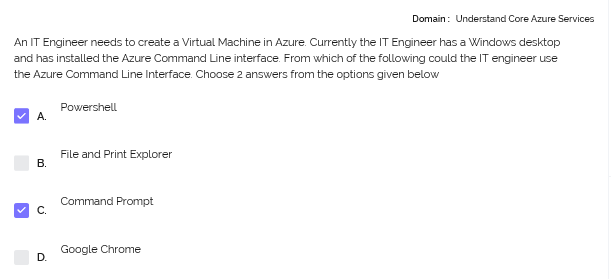 Domain : Understand Core Azure Services
An IT Engineer needs to create a Virtual Machine in Azure. Currently the IT Engineer has a Windows desktop
and has installed the Azure Command Line interface. From which of the following could the IT engineer use
the Azure Command Line Interface. Choose 2 answers from the options given below
A. Powershell
B. File and Print Explorer
C. Command Prompt
D. Google Chrome